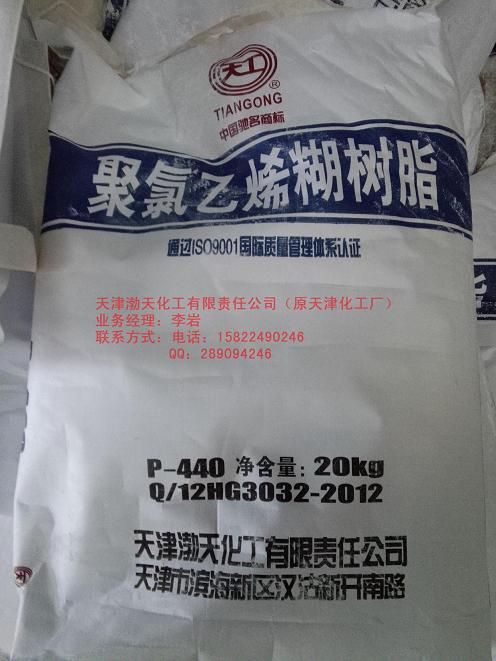 天工
®
TIANGONG
中国驰名商标
聚氯乙烯糊树脂
通过ISO9001国际质量管理体系认证
天津渤天化工有限责任公司（原天津化工厂）
业务经理：李岩
联系方式：电话：15822490246
QQ：289094246
P-440 净含量：20kg
Q/12HG3032-2012
天津渤天化工有限责任公司
天津市滨海新区汉沽新开南路
脂